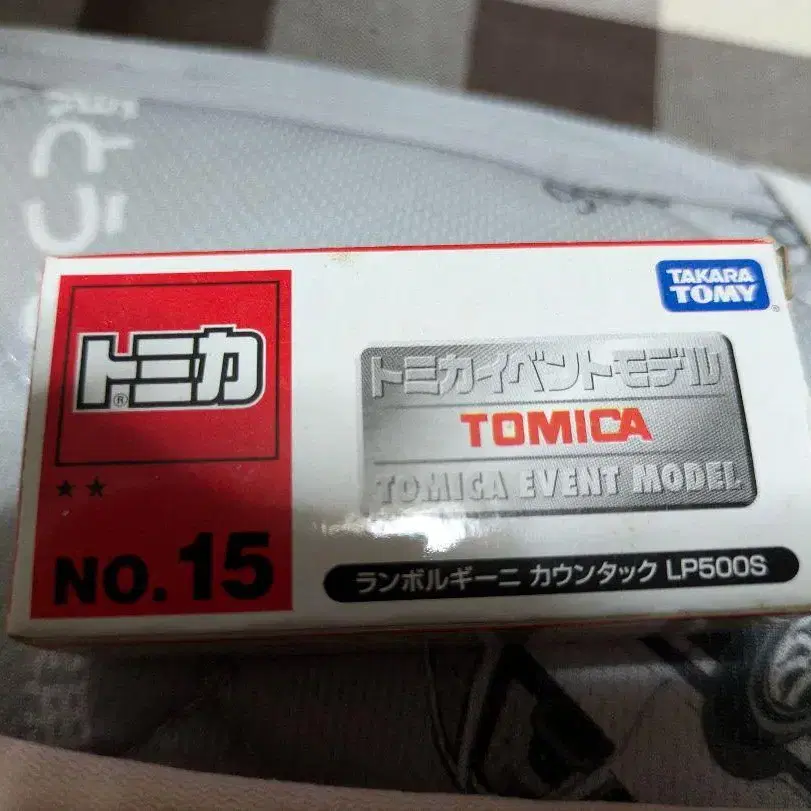 TAKARA
TOMY
トミカ
トミカイベントモデル
TOMICA
TOMICA EVENT MODEL
★★
NO.15
ランボルギーニ カウンタック LP500S